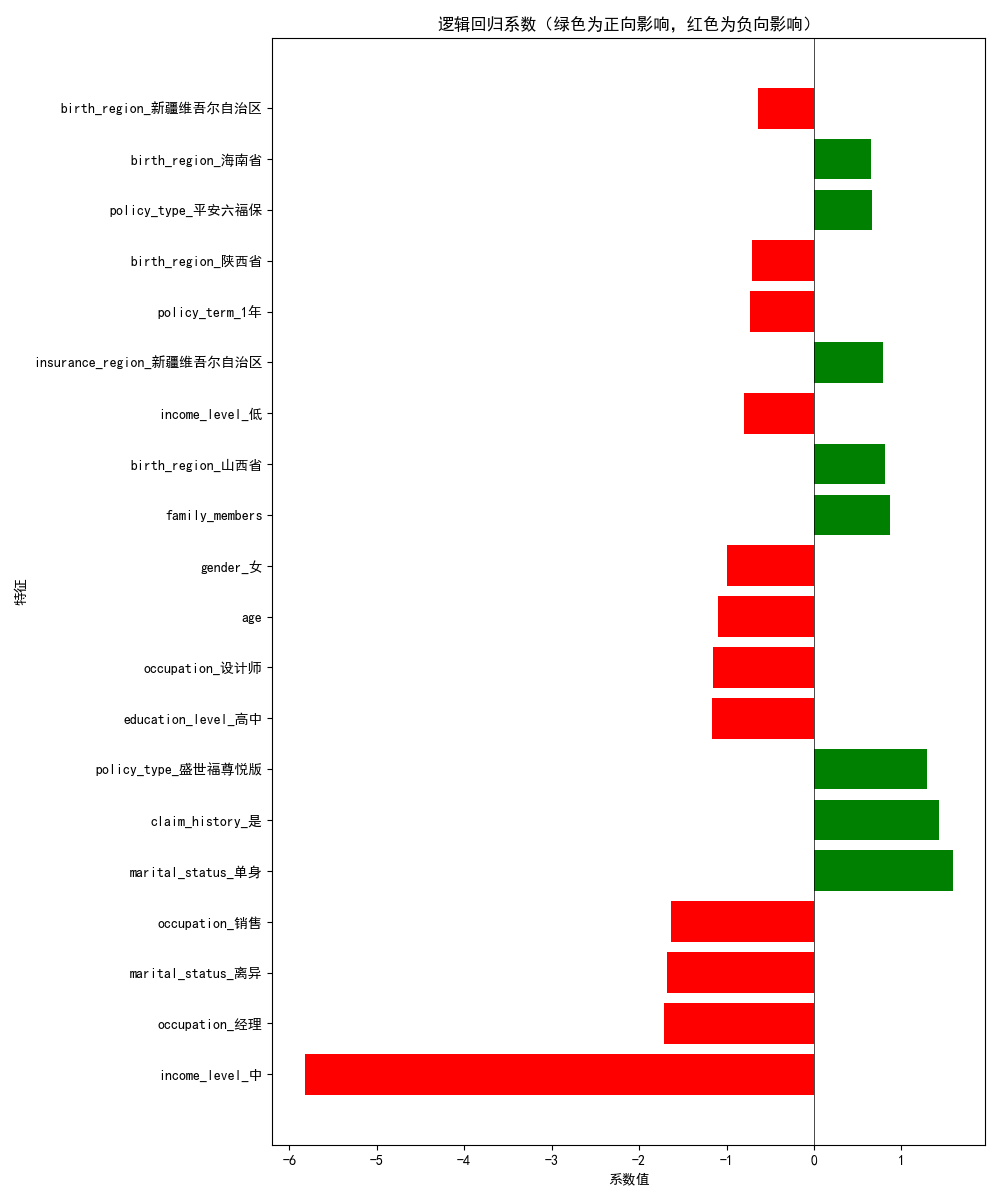 逻辑回归系数（绿色为正向影响，红色为负向影响）
birth_region_新疆维吾尔自治区
birth_region_海南省
policy_type_平安六福保
birth_region_陕西省
policy_term_1年
insurance_region_新疆维吾尔自治区
income_level_低
birth_region_山西省
family_members
gender_女
age
occupation_设计师
education_level_高中
policy_type_盛世福尊悦版
claim_history_是
marital_status_单身
occupation_销售
marital_status_离异
occupation_经理
income_level_中
特征
-6 -5 -4 -3 -2 -1 0 1
系数值